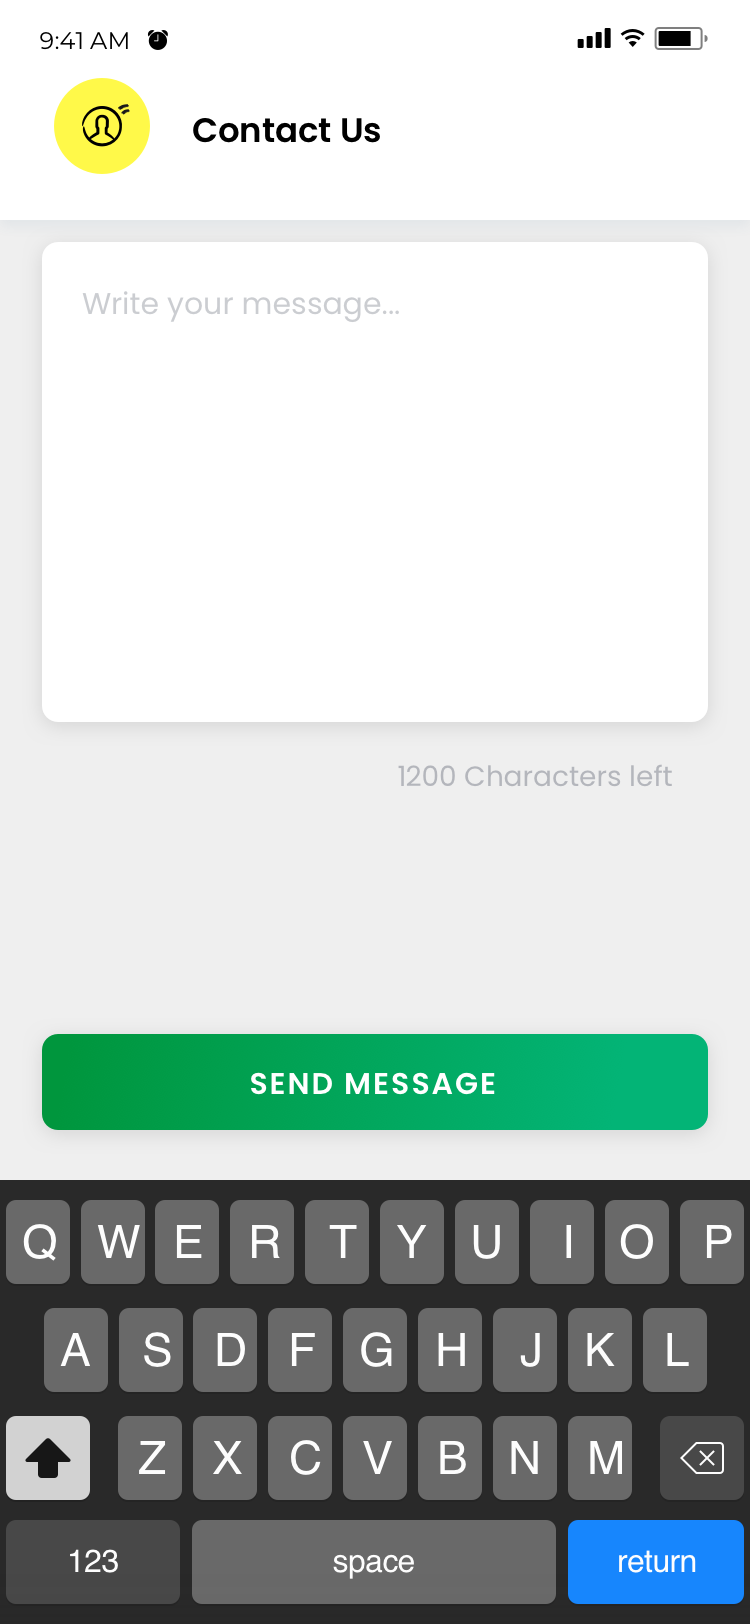 9:41 AM
Contact Us
Write your message...
1200 Characters left
SEND MESSAGE
Q W E R T Y U I O P
A S D F G H J K L
Z X C V B N M
123 space return